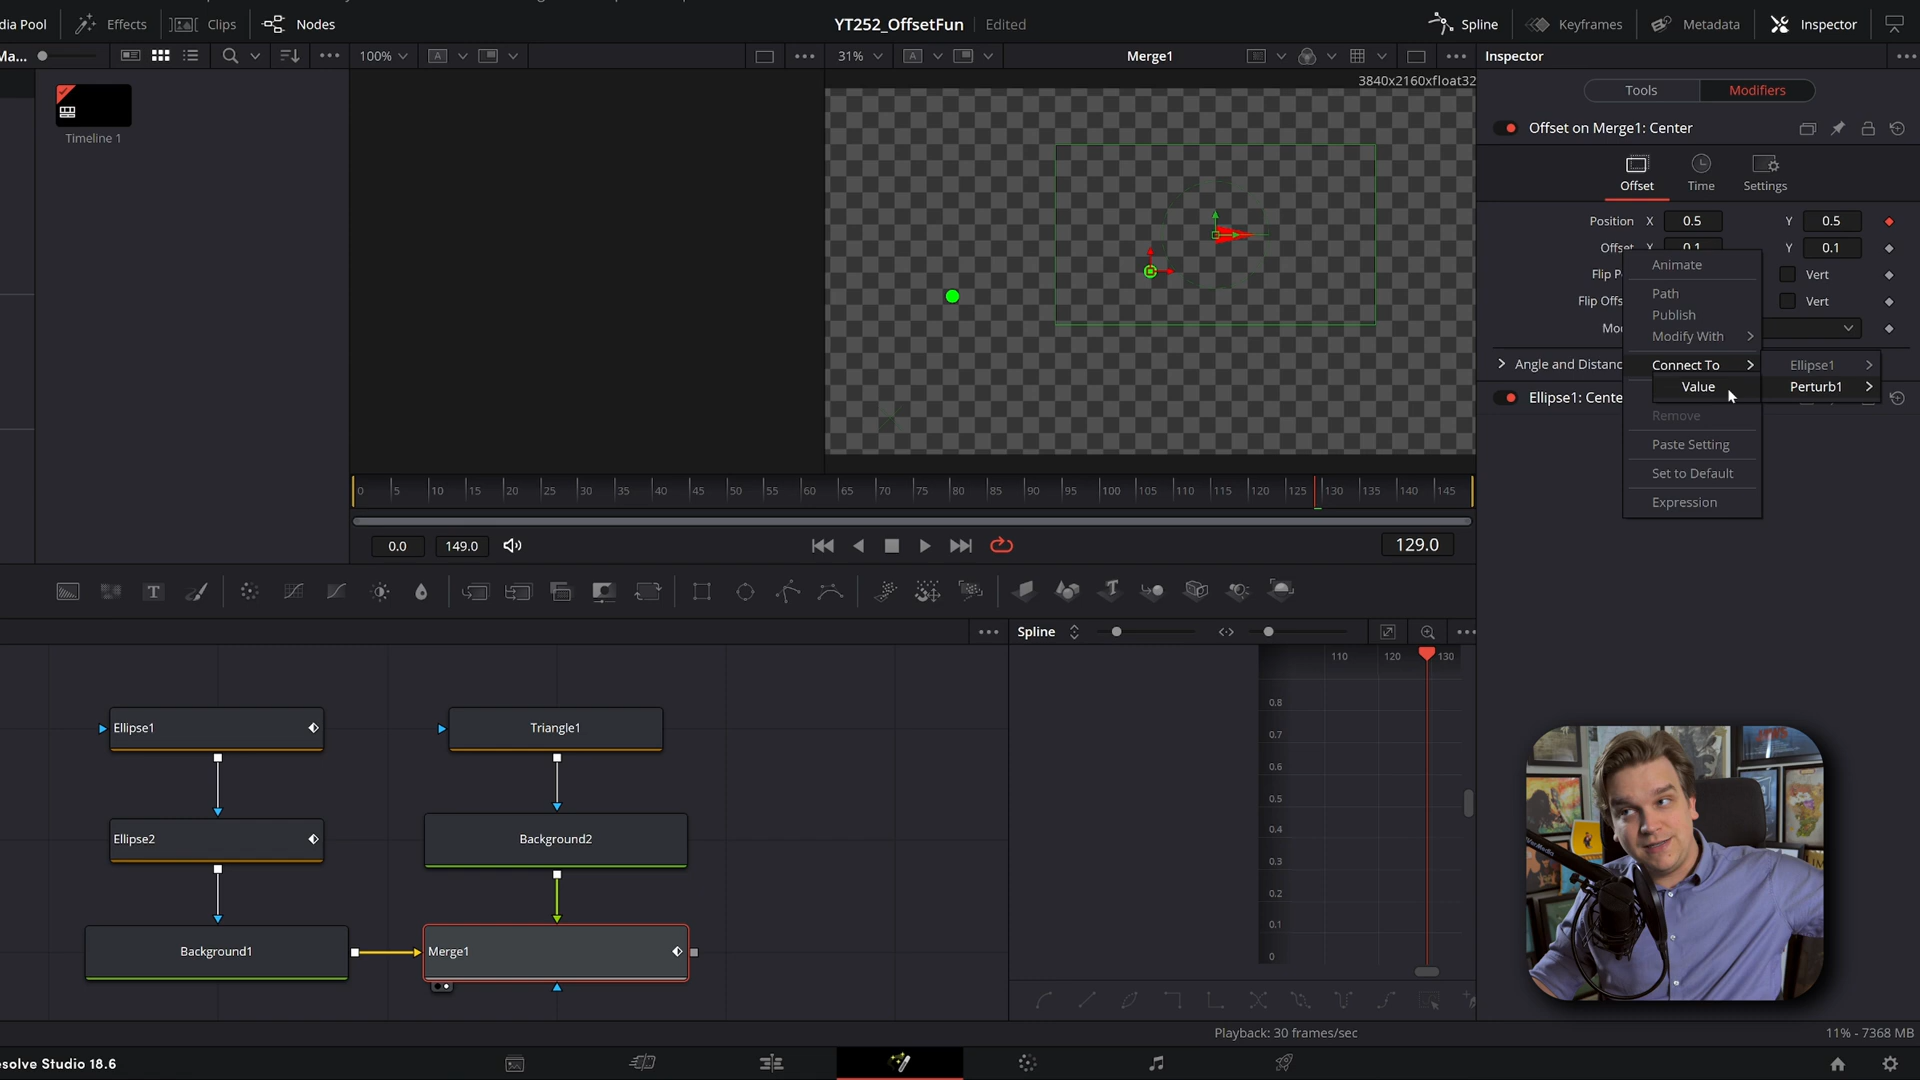 dia Pool
Effects
Clips
Nodes
YT252_OffsetFun
Edited
Spline
Keyframes
Metadata
Inspector
Ma...
100%
31%
Merge1
Inspector
3840x2160xfloat32
Timeline 1
Tools
Modifiers
Offset on Merge1: Center
Offset
Time
Settings
Position X 0.5 Y 0.5
Offset X 0.1 Y 0.1
Flip P
Vert
Flip Offs
Vert
Mod
Angle and Distanc
Ellipse1: Cente
Animate
Path
Publish
Modify With
Connect To
Value
Remove
Paste Setting
Set to Default
Expression
Ellipse1
Perturb1
0 5 10 15 20 25 30 35 40 45 50 55 60 65 70 75 80 85 90 95 100 105 110 115 120 125 130 135 140 145
0.0
149.0
129.0
Spline
110 120 130
0.8
0.7
0.6
0.5
0.4
0.3
0.2
0.1
0
Ellipse1
Triangle1
Ellipse2
Background2
Background1
Merge1
Playback: 30 frames/sec
11% - 7368 MB
esolve Studio 18.6